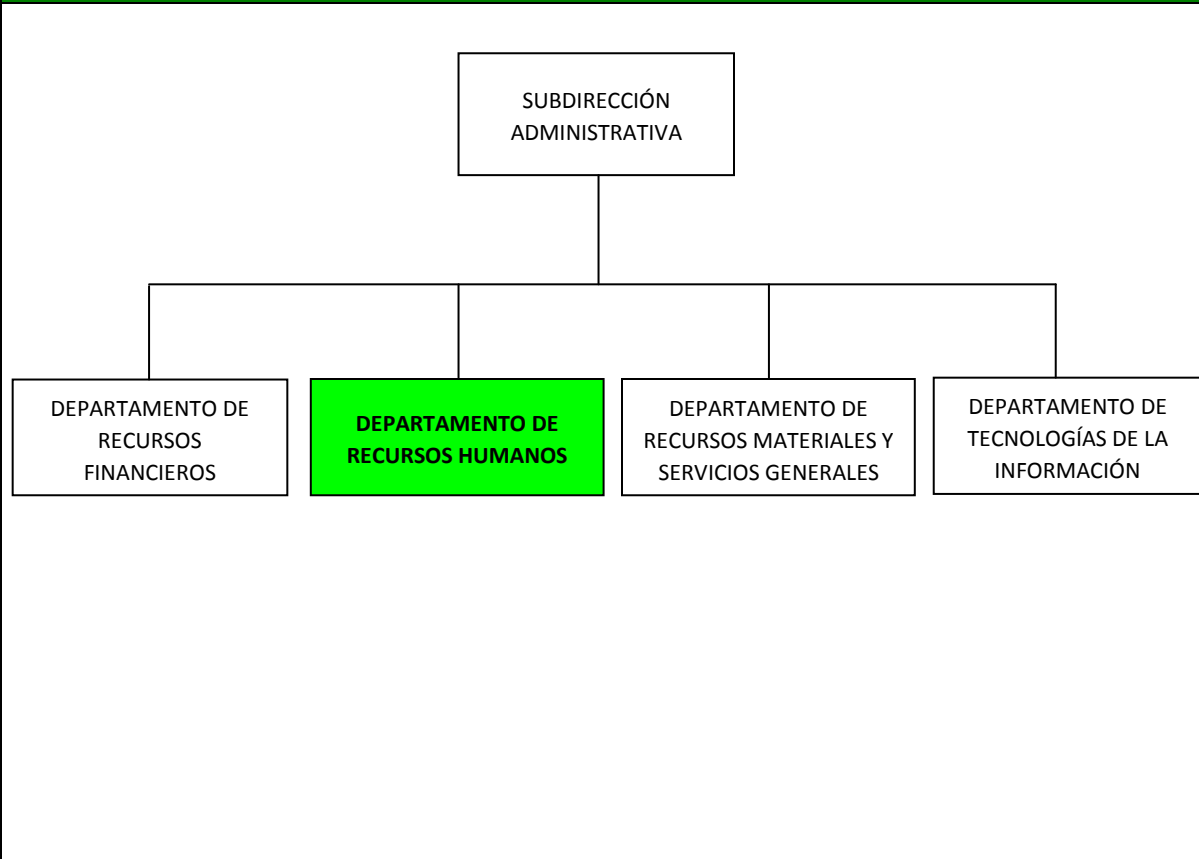 SUBDIRECCIÓN
ADMINISTRATIVA
DEPARTAMENTO DE
RECURSOS
FINANCIEROS
DEPARTAMENTO DE
RECURSOS HUMANOS
DEPARTAMENTO DE
RECURSOS MATERIALES Y
SERVICIOS GENERALES
DEPARTAMENTO DE
TECNOLOGÍAS DE LA
INFORMACIÓN